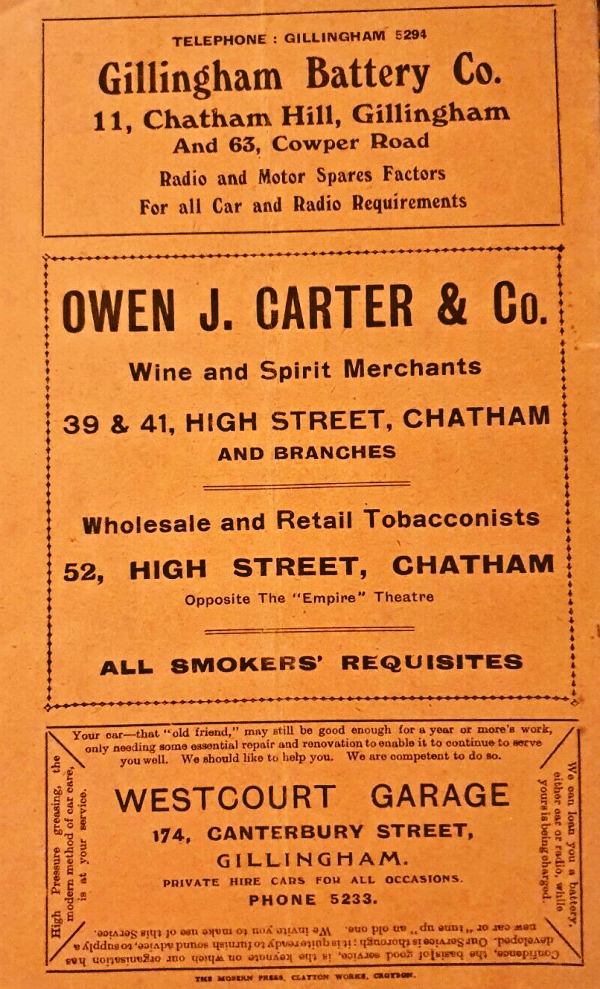 TELEPHONE : GILLINGHAM 5294
Gillingham Battery Co.
11, Chatham Hill, Gillingham
And 63, Cowper Road
Radio and Motor Spares Factors
For all Car and Radio Requirements
OWEN J. CARTER & Co.
Wine and Spirit Merchants
39 & 41, HIGH STREET, CHATHAM
AND BRANCHES
Wholesale and Retail Tobacconists
52, HIGH STREET, CHATHAM
Opposite The "Empire" Theatre
ALL SMOKERS' REQUISITES
Your car—that "old friend," may still be good enough for a year or more's work,
only needing some essential repair and renovation to enable it to continue to serve
you well. We should like to help you. We are competent to do so.
High Pressure greasing, the
modern method of car care,
is at your service.
WESTCOURT GARAGE
174, CANTERBURY STREET,
GILLINGHAM.
PRIVATE HIRE CARS FOR ALL OCCASIONS.
PHONE 5233.
We can loan you a battery,
either car or radio, while
yours is being charged.
Confidence, the basis of good service, is the keynote on which our organisation has
developed. Our Service is thorough: it is quite ready to furnish sound advice, to supply a
new car or "tune up" an old one. We invite you to make use of this Service.
THE MODERN PRESS, CLAYTON WORKS, CROYDON.